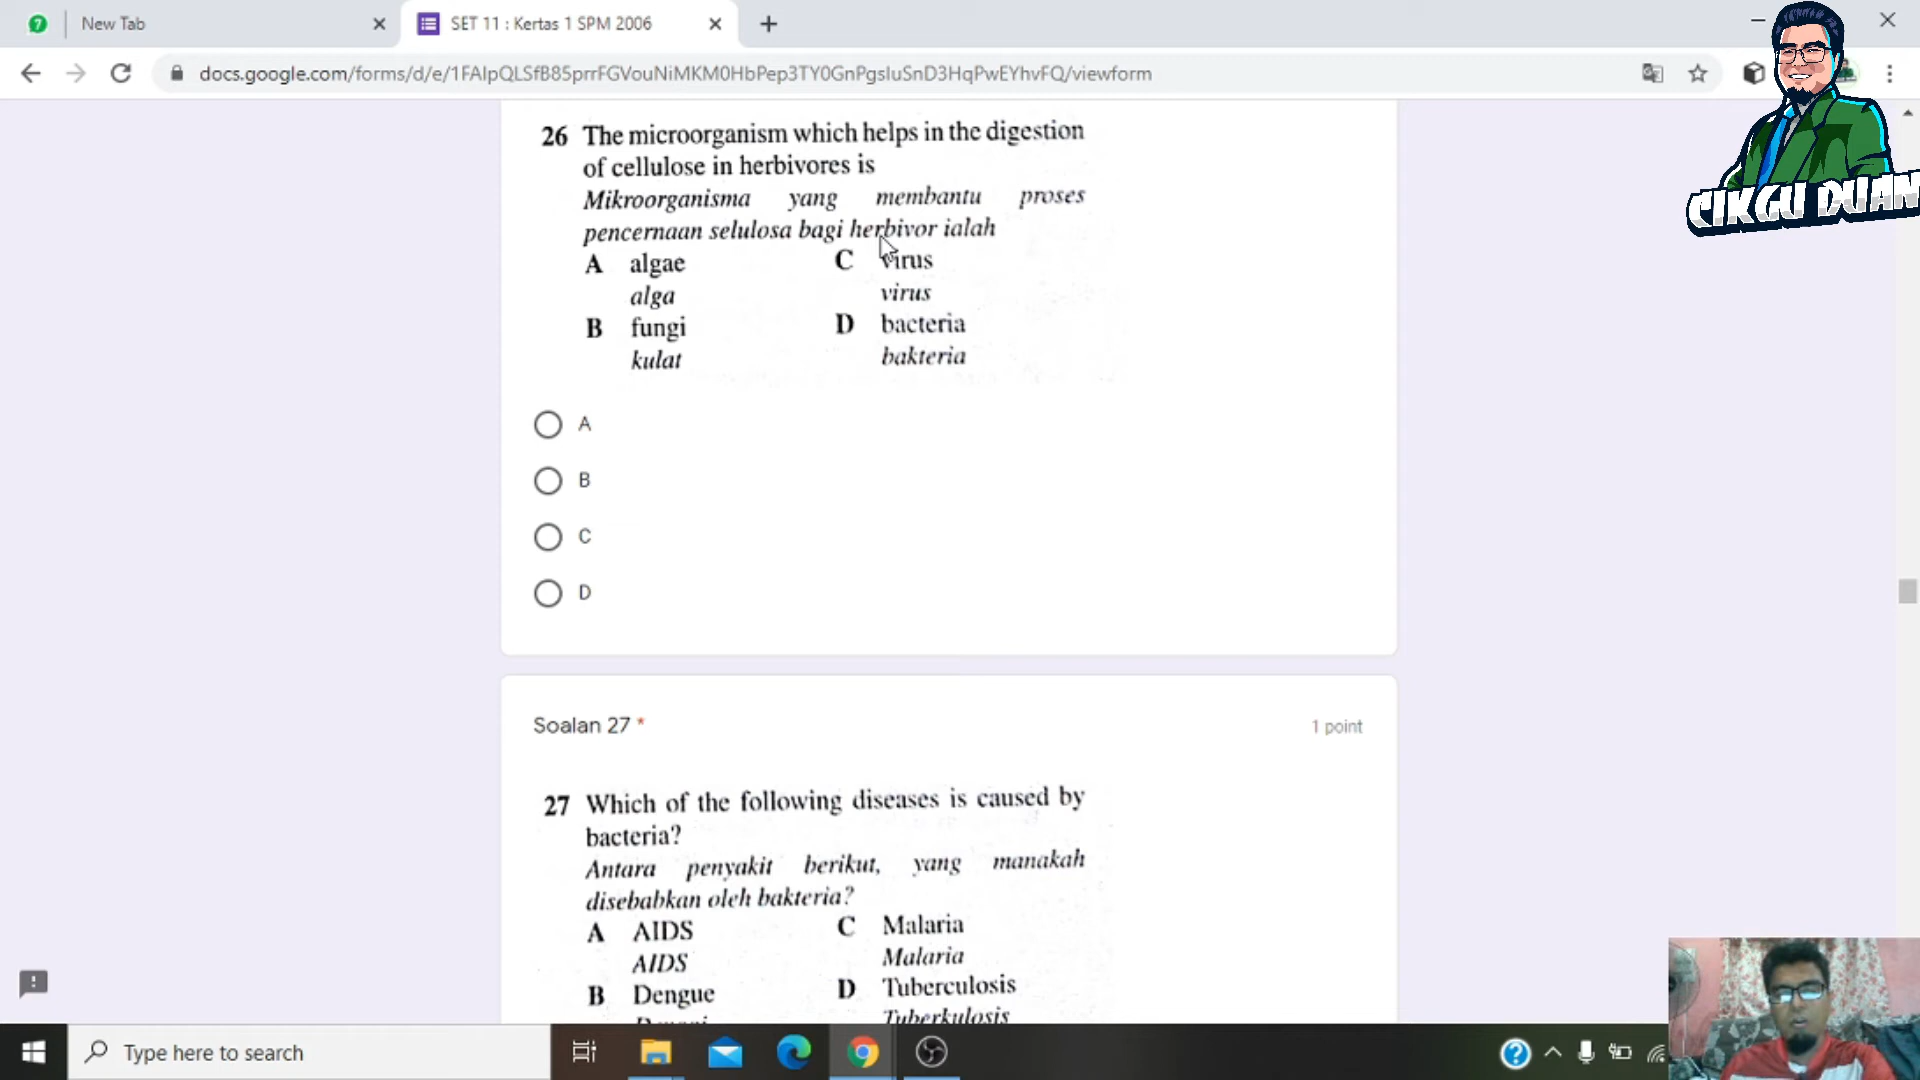 7
New Tab
SET 11 : Kertas 1 SPM 2006
docs.google.com/forms/d/e/1FAIpQLSfB85prrFGVouNiMKM0HbPep3TY0GnPgsIuSnD3HqPwEYhvFQ/viewform
CIKGU DUAN
26 The microorganism which helps in the digestion
of cellulose in herbivores is
Mikroorganisma yang membantu proses
pencernaan selulosa bagi herbivor ialah
A algae C virus
alga virus
B fungi D bacteria
kulat bakteria
A
B
C
D
Soalan 27 * 1 point
27 Which of the following diseases is caused by
bacteria?
Antara penyakit berikut, yang manakah
disebabkan oleh bakteria?
A AIDS C Malaria
AIDS Malaria
B Dengue D Tuberculosis
Tuberkulosis
Type here to search